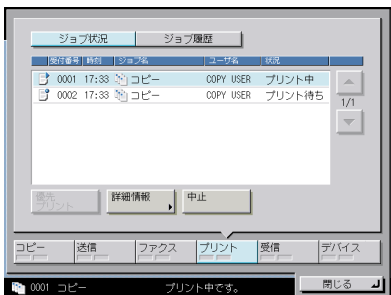 ジョブ状況 ジョブ履歴
受付番号 時刻 ジョブ名 ユーザ名 状況
0001 17:33 コピー COPY USER プリント中
0002 17:33 コピー COPY USER プリント待ち
1/1
優先
プリント
詳細情報 中止
コピー 送信 ファクス プリント 受信 デバイス
0001 コピー プリント中です。 閉じる